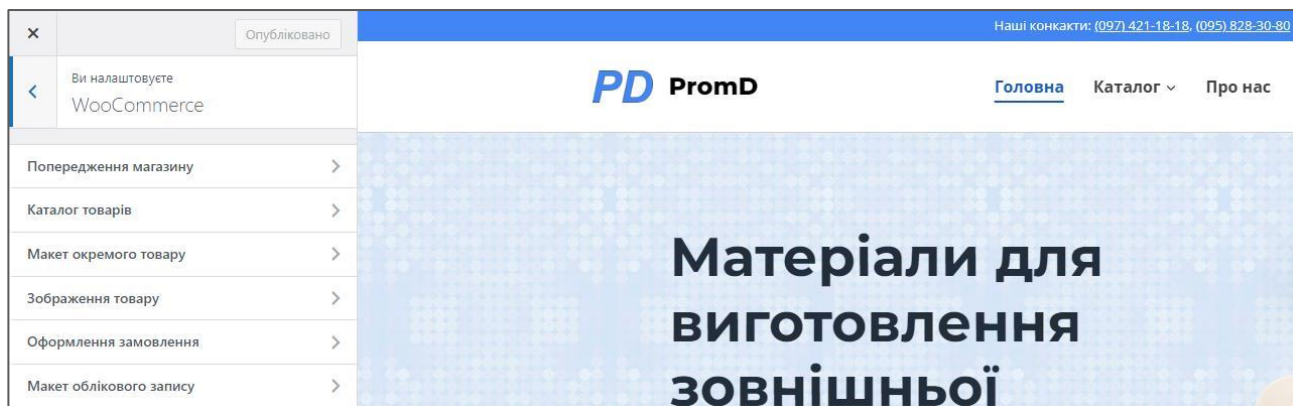 Опубліковано
Ви налаштовуєте
WooCommerce
Попередження магазину
Каталог товарів
Макет окремого товару
Зображення товару
Оформлення замовлення
Макет облікового запису
Наші конкакти: (097) 421-18-18, (095) 828-30-80
PD PromD
Головна Каталог Про нас
Матеріали для
виготовлення
зовнішньої